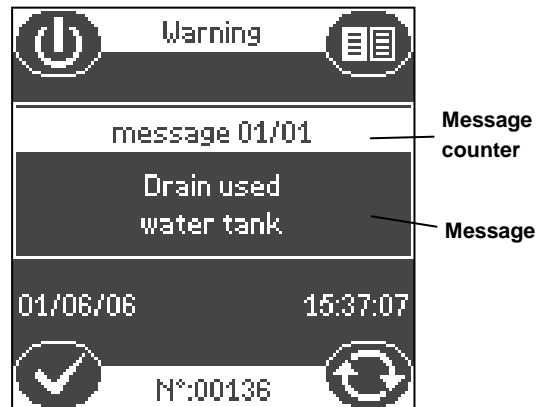 Warning
message 01/01
Message
counter
Drain used
water tank
Message
01/06/06 15:37:07
N°:00136